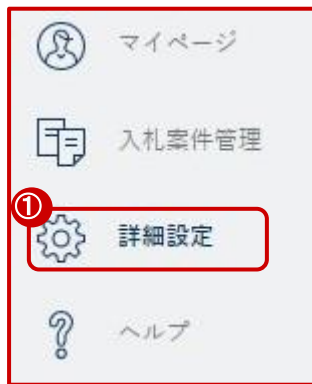 マイページ
入札案件管理
①
詳細設定
ヘルプ